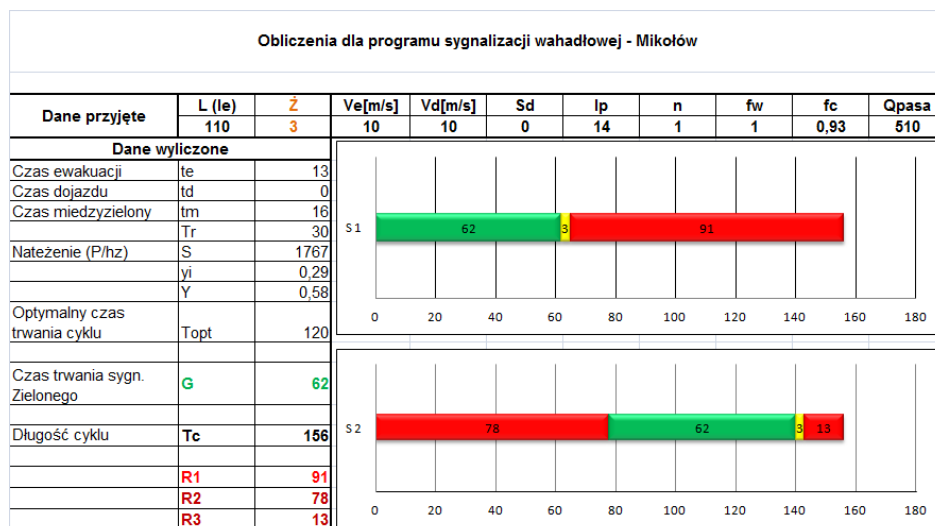 Obliczenia dla programu sygnalizacji wahadłowej - Mikołów
Dane przyjęte L (le) Ż Ve[m/s] Vd[m/s] Sd lp n fw fc Qpasa
110 3 10 10 0 14 1 1 0,93 510
Dane wyliczone
Czas ewakuacji te 13
Czas dojazdu td 0
Czas miedzyzielony tm 16
Tr 30
Nateżenie (P/hz) S 1767
yi 0,29
Y 0,58
Optymalny czas
trwania cyklu Topt 120
Czas trwania sygn.
Zielonego G 62
Długość cyklu Tc 156
R1 91
R2 78
R3 13
S 1 62 3 91
0 20 40 60 80 100 120 140 160 180
S 2 78 62 3 13
0 20 40 60 80 100 120 140 160 180